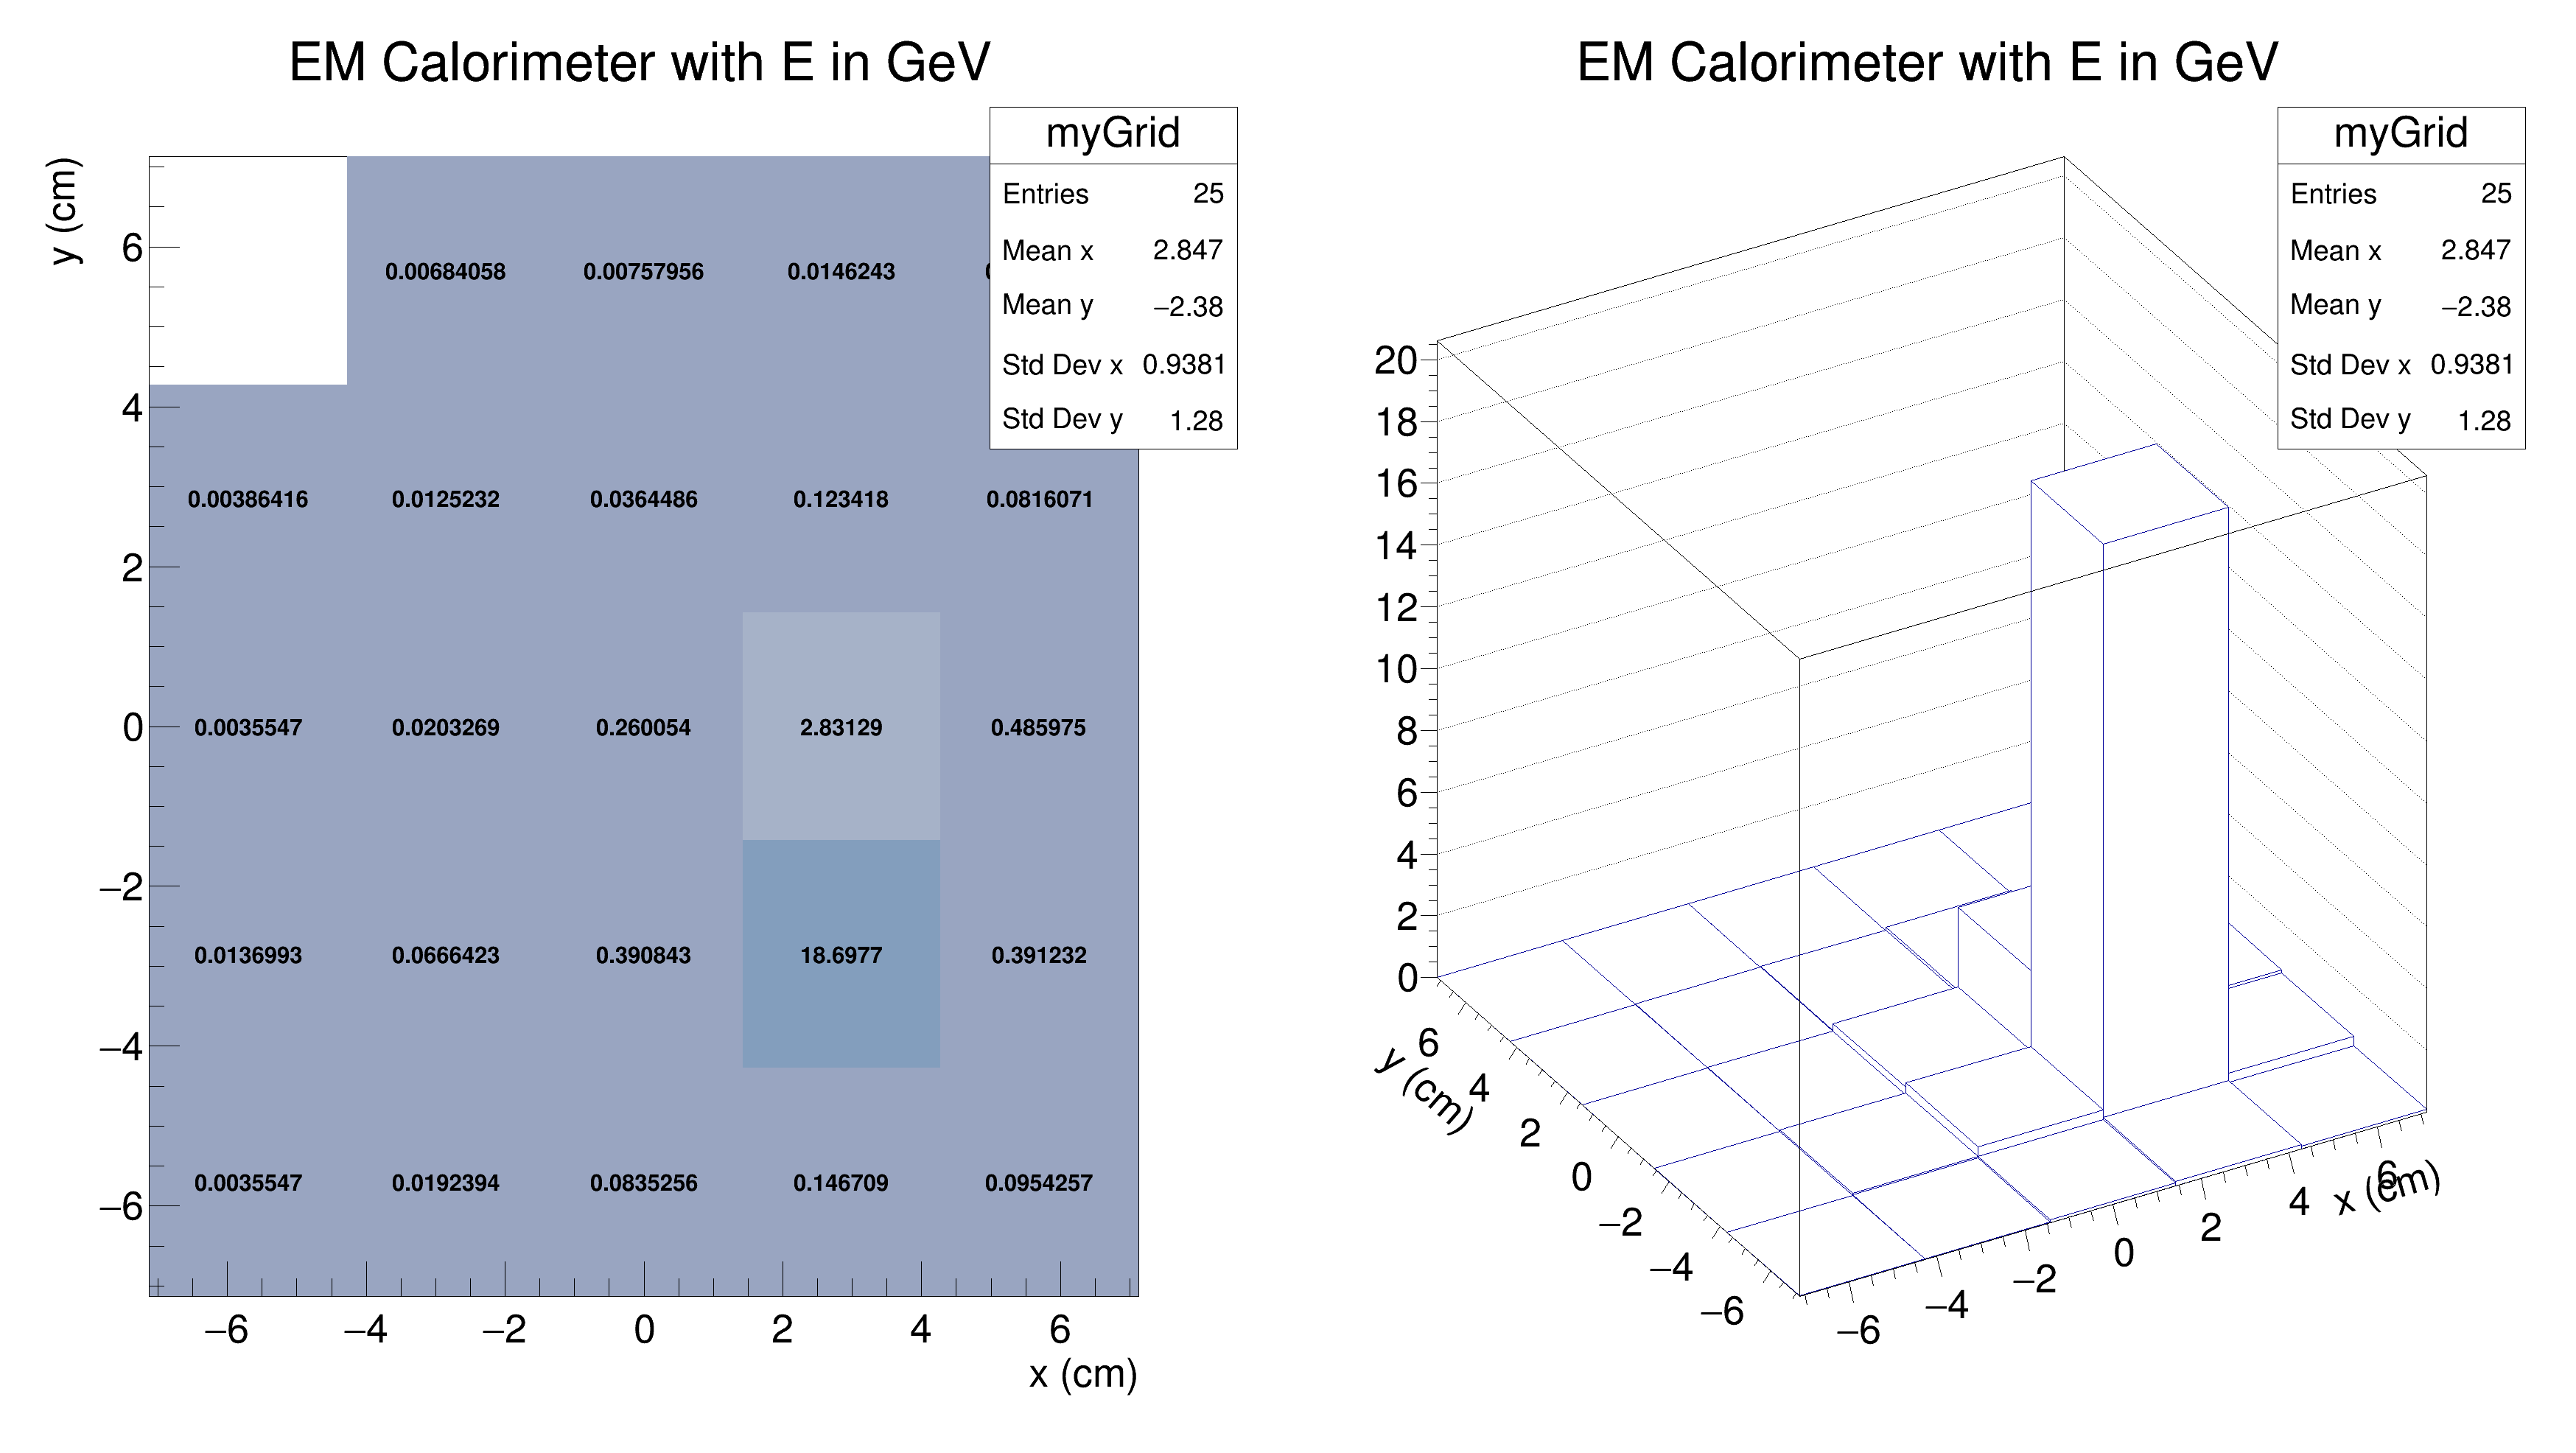 EM Calorimeter with E in GeV
myGrid
Entries 25
Mean x 2.847
Mean y −2.38
Std Dev x 0.9381
Std Dev y 1.28
y (cm)
6
4
2
0
−2
−4
−6
0.00684058 0.00757956 0.0146243
0.00386416 0.0125232 0.0364486 0.123418 0.0816071
0.0035547 0.0203269 0.260054 2.83129 0.485975
0.0136993 0.0666423 0.390843 18.6977 0.391232
0.0035547 0.0192394 0.0835256 0.146709 0.0954257
−6 −4 −2 0 2 4 6
x (cm)
EM Calorimeter with E in GeV
myGrid
Entries 25
Mean x 2.847
Mean y −2.38
Std Dev x 0.9381
Std Dev y 1.28
20
18
16
14
12
10
8
6
4
2
0
y (cm)
6
4
2
0
−2
−4
−6
−6
−4
−2
0
2
4
6
x (cm)